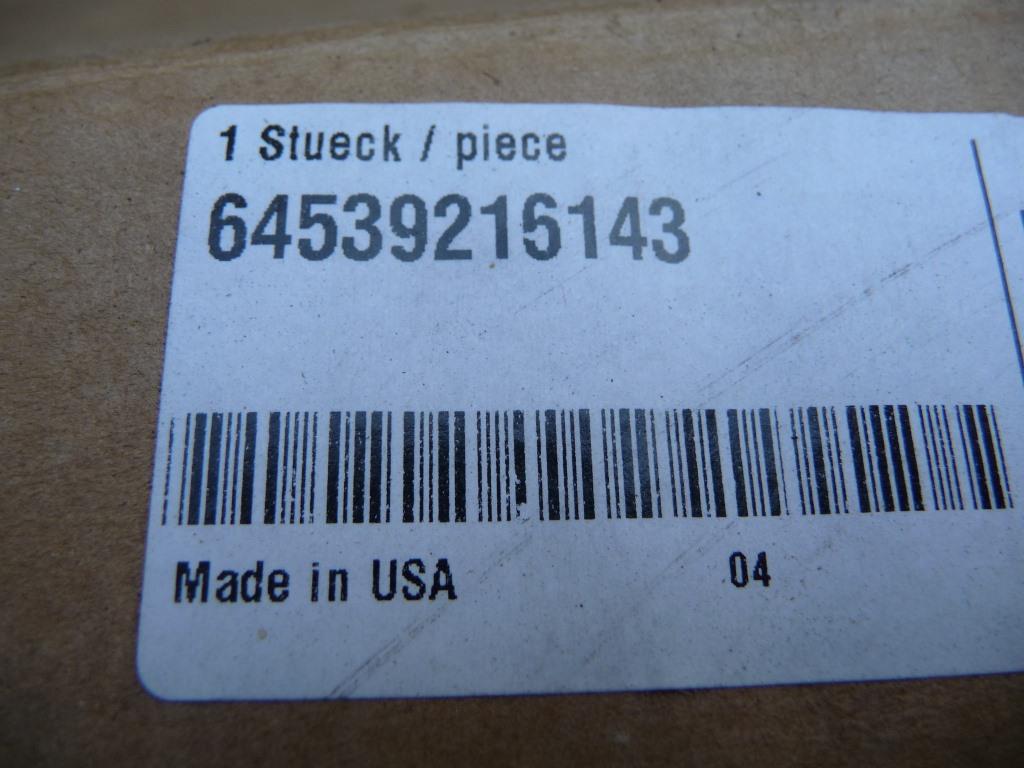 1 Stueck / piece
64539216143
Made in USA
04